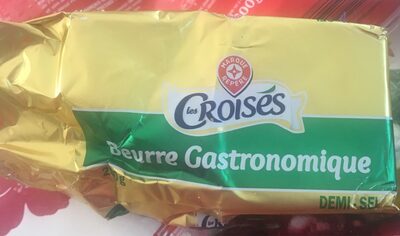 MARQUE
REPÈRE
les
CROISÉS
Beurre Gastronomique
DEMI-SEL